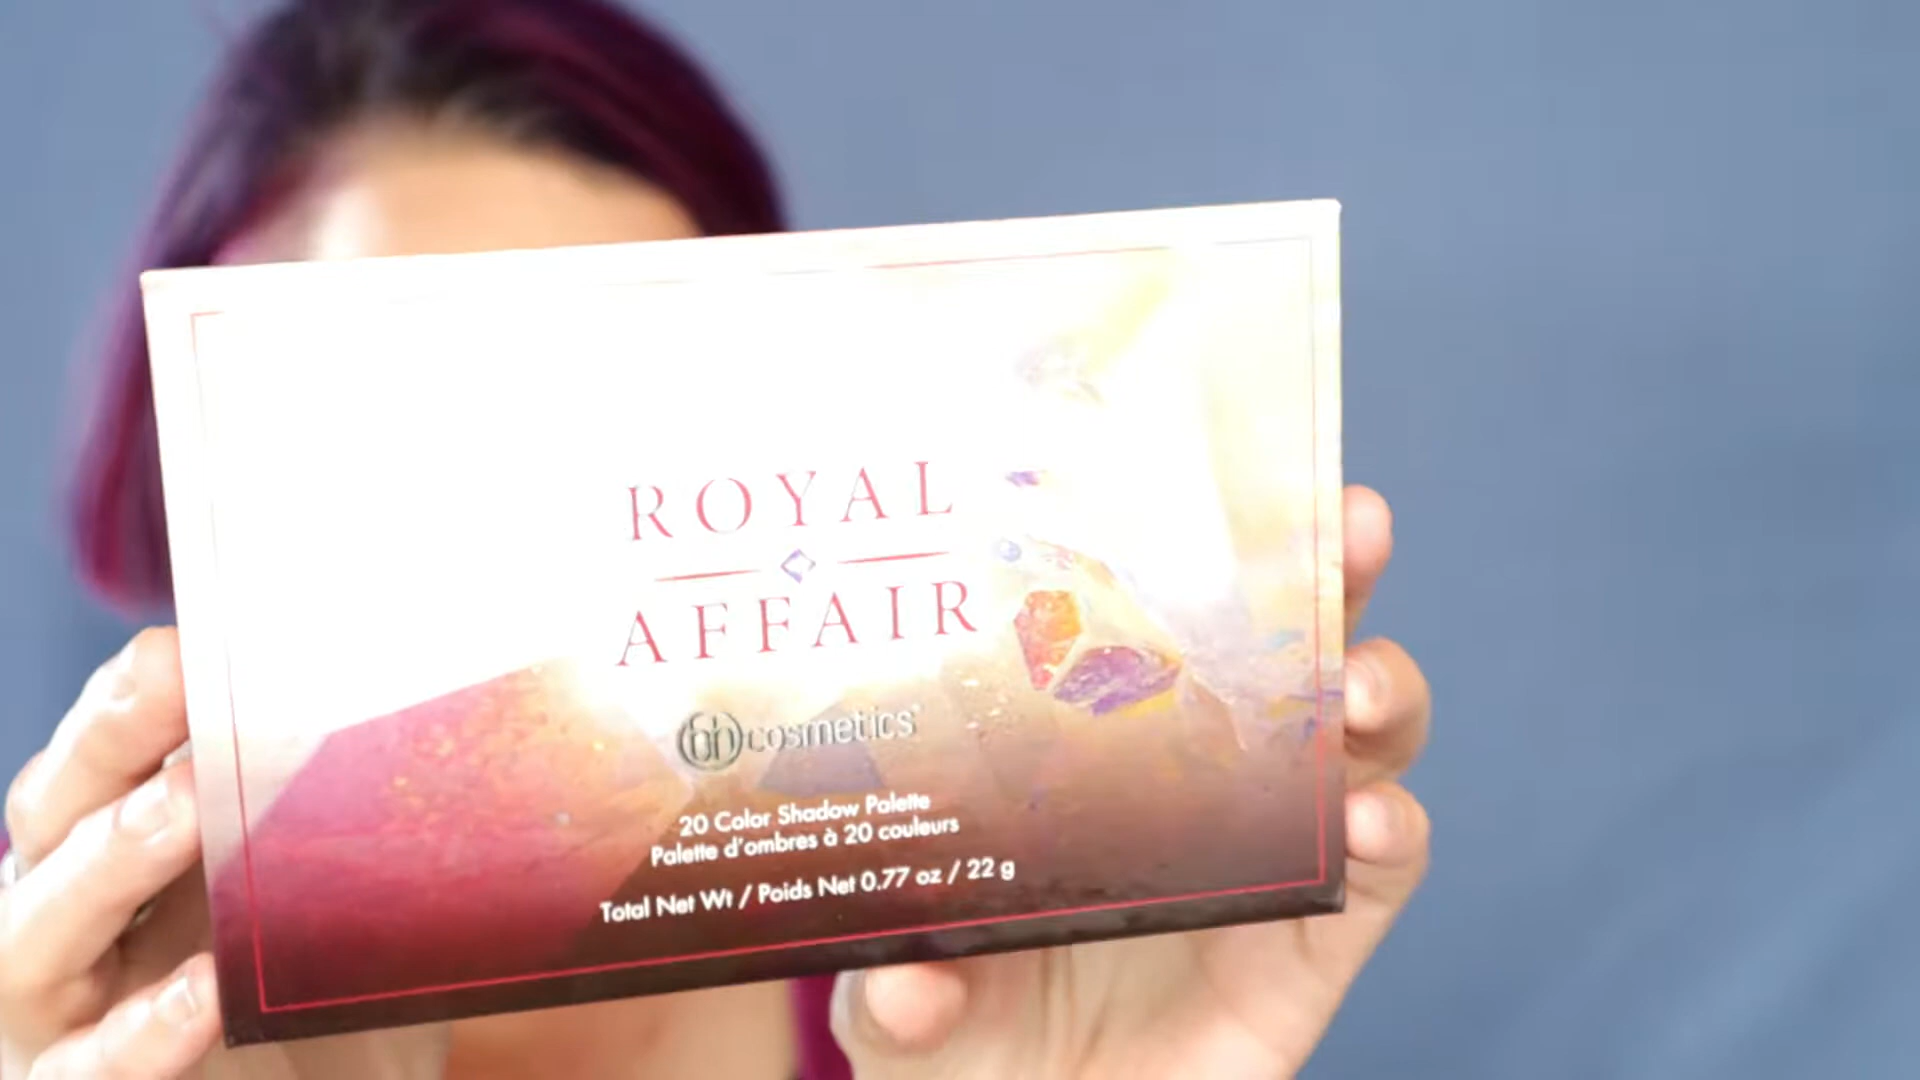 ROYAL
AFFAIR
bh cosmetics
20 Color Shadow Palette
Palette d'ombres à 20 couleurs
Total Net Wt / Poids Net 0.77 oz / 22 g